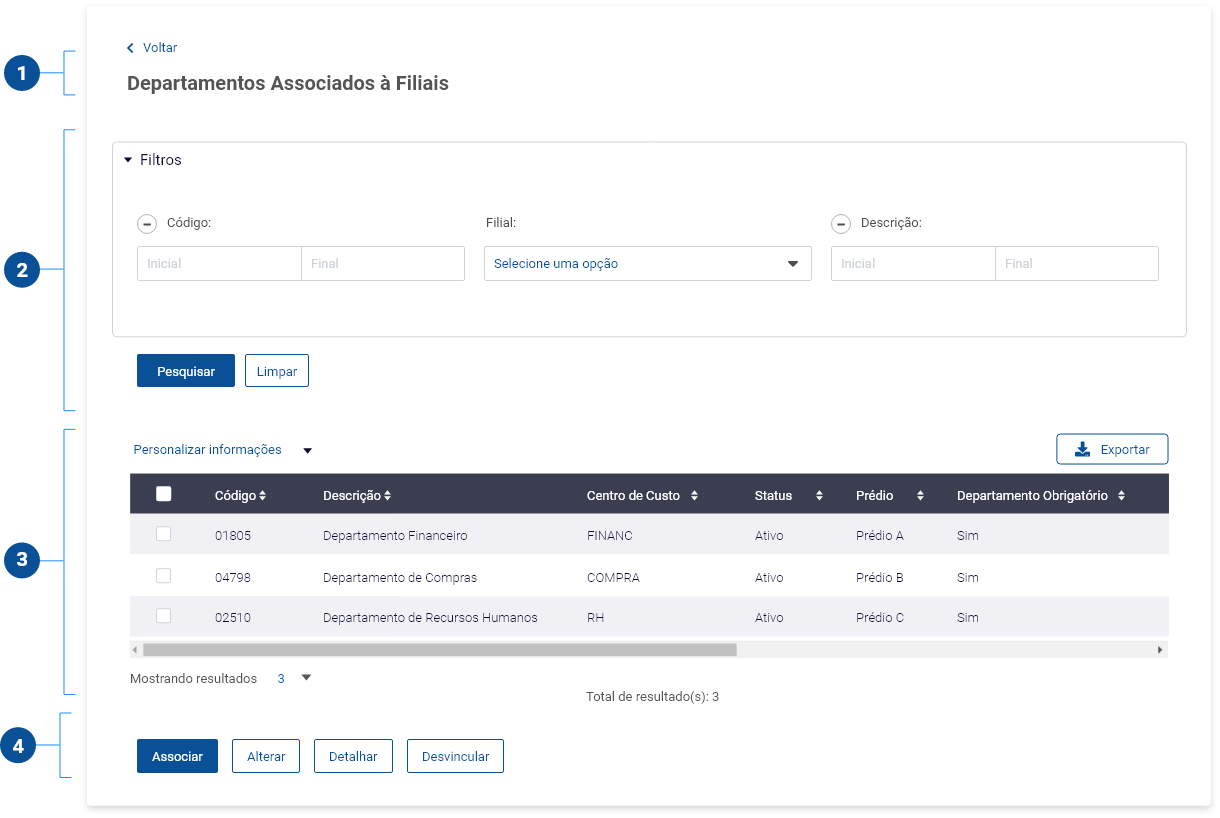 Voltar
1
Departamentos Associados à Filiais
Filtros
Código: Filial: Descrição:
2
Inicial Final Selecione uma opção Inicial Final
Pesquisar Limpar
Personalizar informações Exportar
Código Descrição Centro de Custo Status Prédio Departamento Obrigatório
01805 Departamento Financeiro FINANC Ativo Prédio A Sim
3
04798 Departamento de Compras COMPRA Ativo Prédio B Sim
02510 Departamento de Recursos Humanos RH Ativo Prédio C Sim
Mostrando resultados 3
Total de resultado(s): 3
4
Associar Alterar Detalhar Desvincular